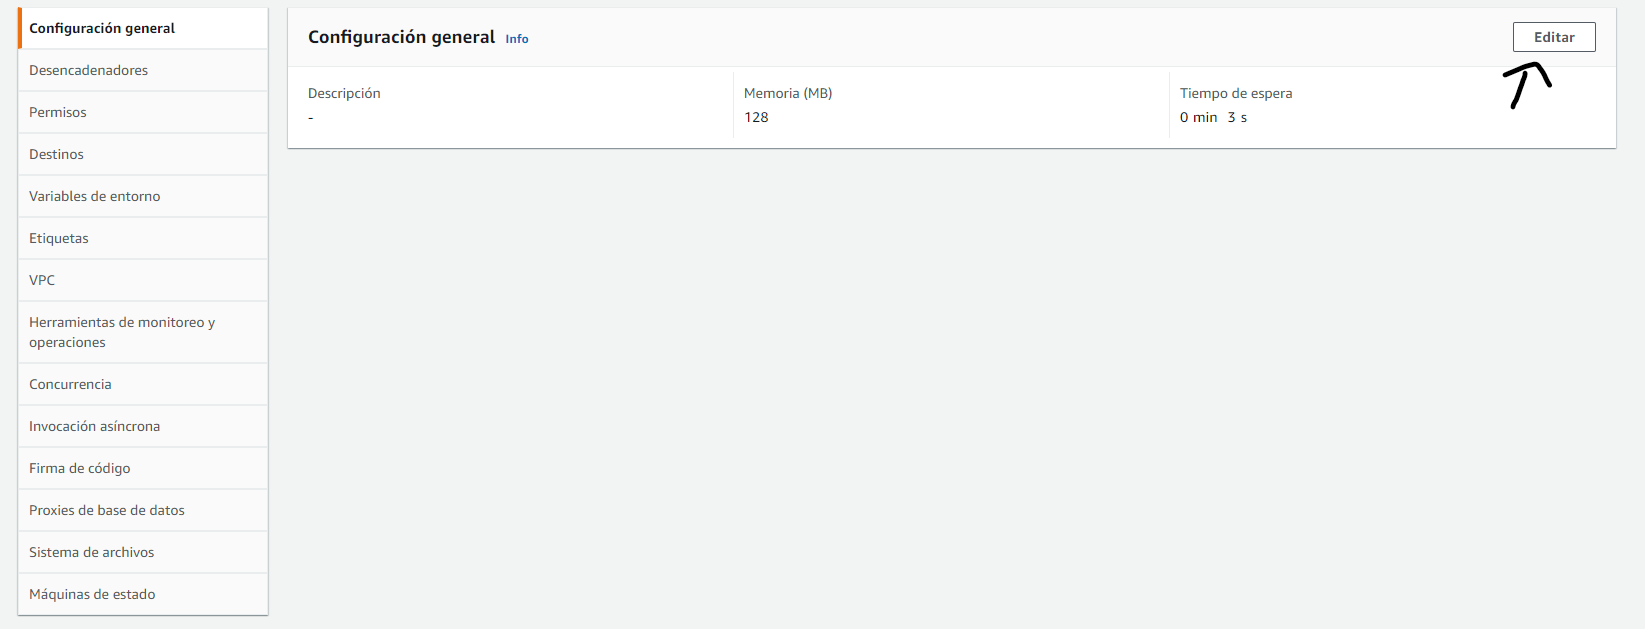 Configuración general
Desencadenadores
Permisos
Destinos
Variables de entorno
Etiquetas
VPC
Herramientas de monitoreo y
operaciones
Concurrencia
Invocación asíncrona
Firma de código
Proxies de base de datos
Sistema de archivos
Máquinas de estado
Configuración general Info
Editar
Descripción
-
Memoria (MB)
128
Tiempo de espera
0 min 3 s